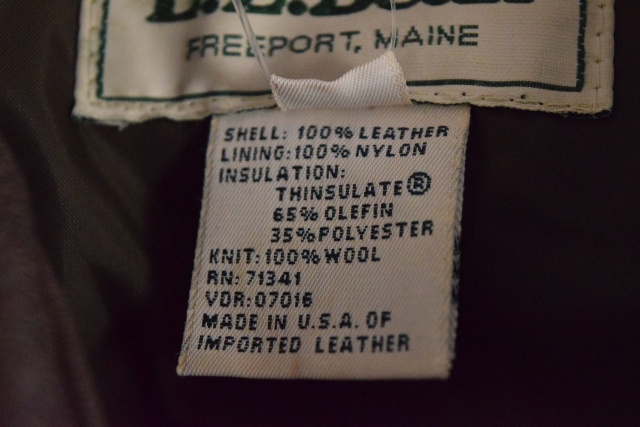 L.L.Bean
FREEPORT, MAINE
SHELL: 100% LEATHER
LINING:100% NYLON
INSULATION:
THINSULATE®
65% OLEFIN
35% POLYESTER
KNIT:100% WOOL
RN: 71341
VDR:07016
MADE IN U.S.A. OF
IMPORTED LEATHER